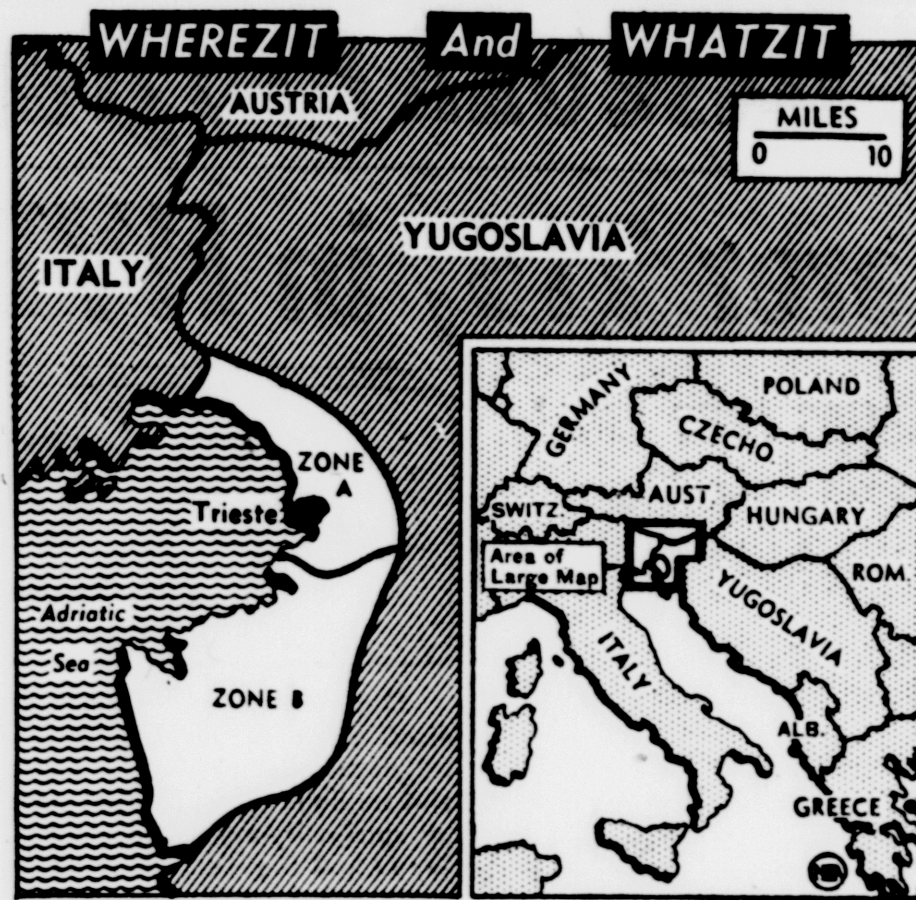 WHEREZIT And WHATZIT
AUSTRIA
MILES
0 10
YUGOSLAVIA
ITALY
ZONE
A
Trieste
Adriatic
Sea
ZONE B
POLAND
GERMANY
CZECHO.
AUST.
SWITZ.
HUNGARY
Area of
Large Map
ROM.
YUGOSLAVIA
ITALY
ALB.
GREECE
NEA